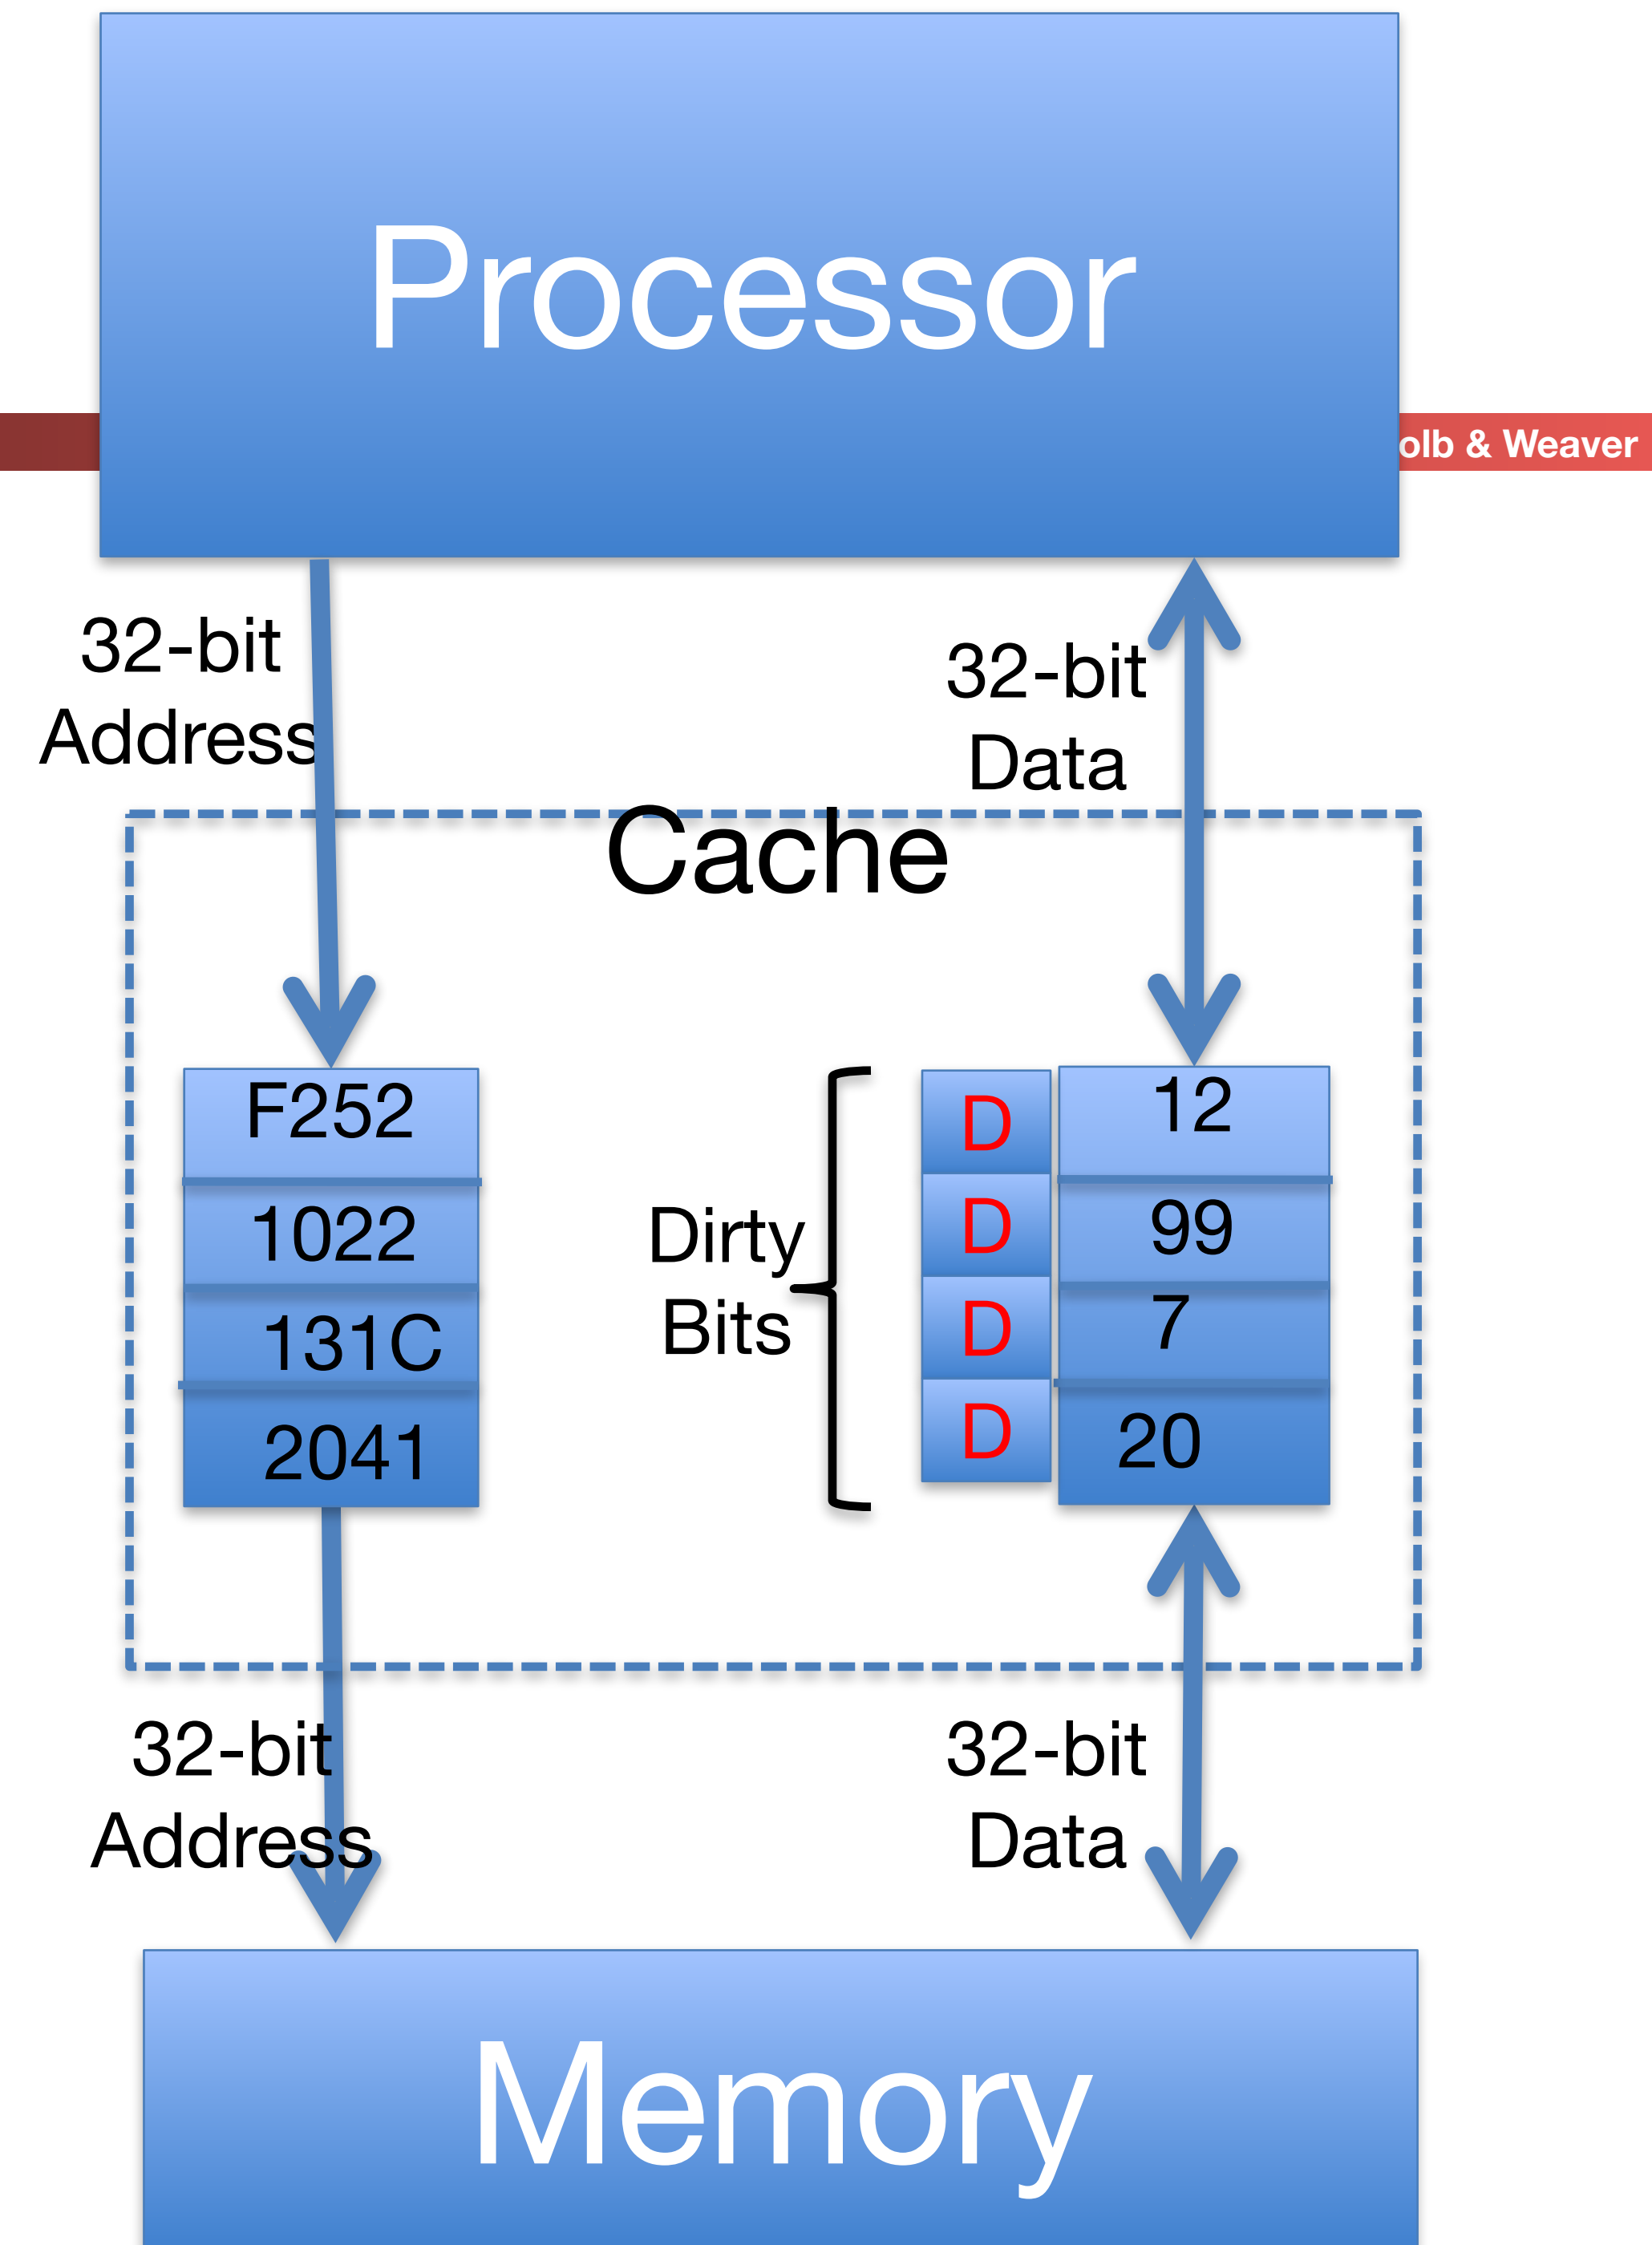 Processor
olb & Weaver
32-bit
Address
32-bit
Data
Cache
F252
1022
131C
2041
Dirty
Bits
D
D
D
D
12
99
7
20
32-bit
Address
32-bit
Data
Memory